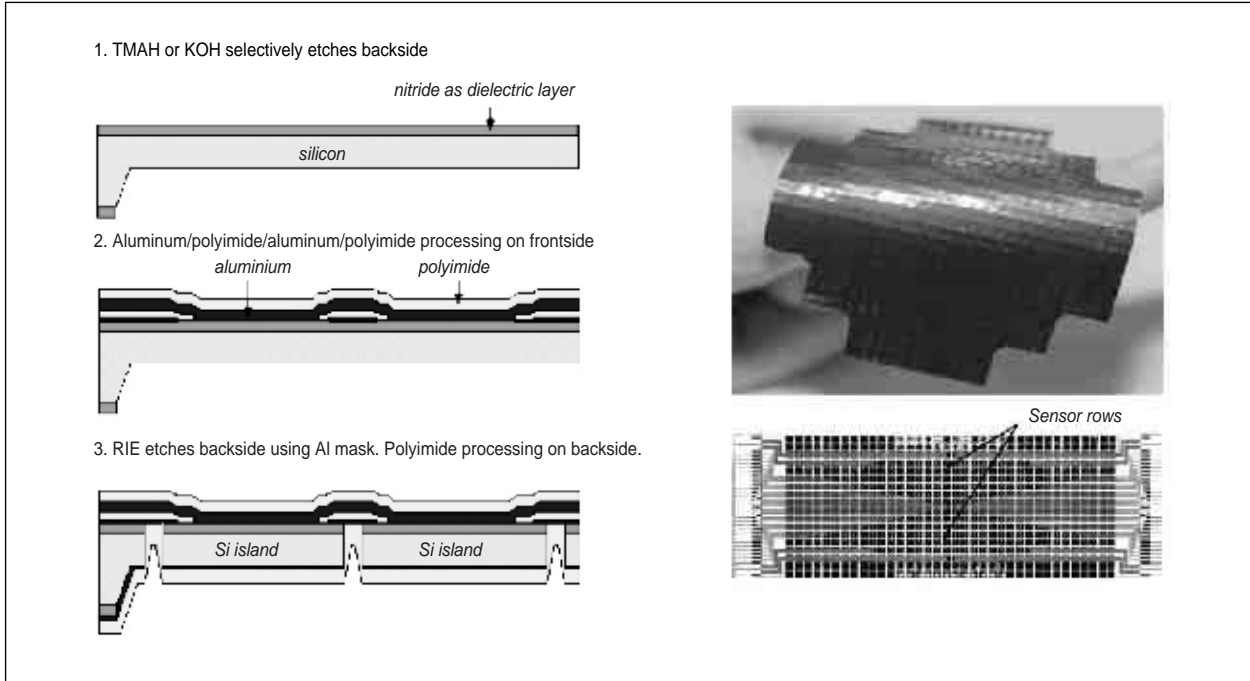 1. TMAH or KOH selectively etches backside
nitride as dielectric layer
silicon
2. Aluminum/polyimide/aluminum/polyimide processing on frontside
aluminium
polyimide
3. RIE etches backside using Al mask. Polyimide processing on backside.
Si island
Si island
Sensor rows